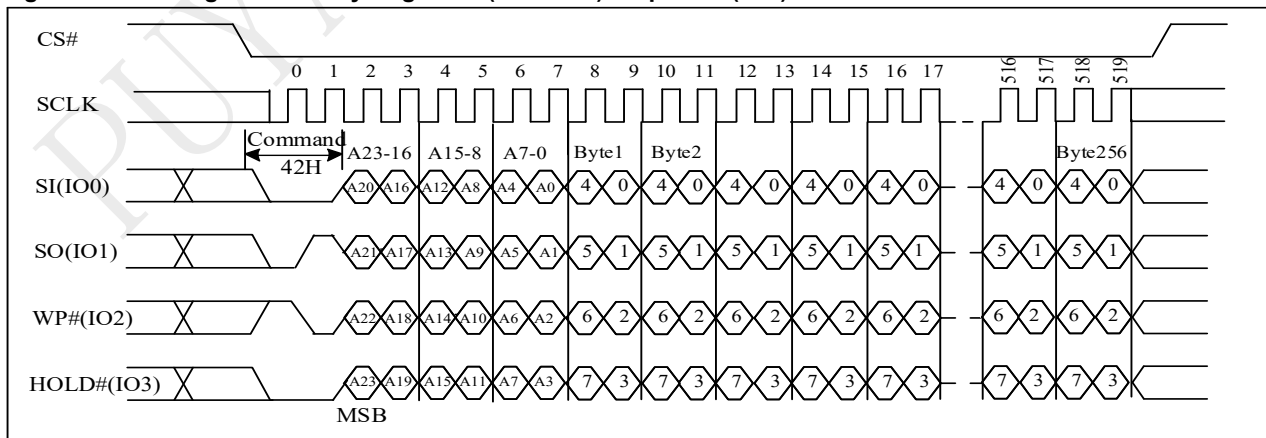 PUYA
CS#
0 1 2 3 4 5 6 7 8 9 10 11 12 13 14 15 16 17 516 517 518 519
SCLK
Command
42H
A23-16 A15-8 A7-0 Byte1 Byte2 Byte256
SI(IO0) A20 A16 A12 A8 A4 A0 4 0 4 0 4 0 4 0 4 0 4 0 4 0
SO(IO1) A21 A17 A13 A9 A5 A1 5 1 5 1 5 1 5 1 5 1 5 1 5 1
WP#(IO2) A22 A18 A14 A10 A6 A2 6 2 6 2 6 2 6 2 6 2 6 2 6 2
HOLD#(IO3) A23 A19 A15 A11 A7 A3 7 3 7 3 7 3 7 3 7 3 7 3 7 3
MSB